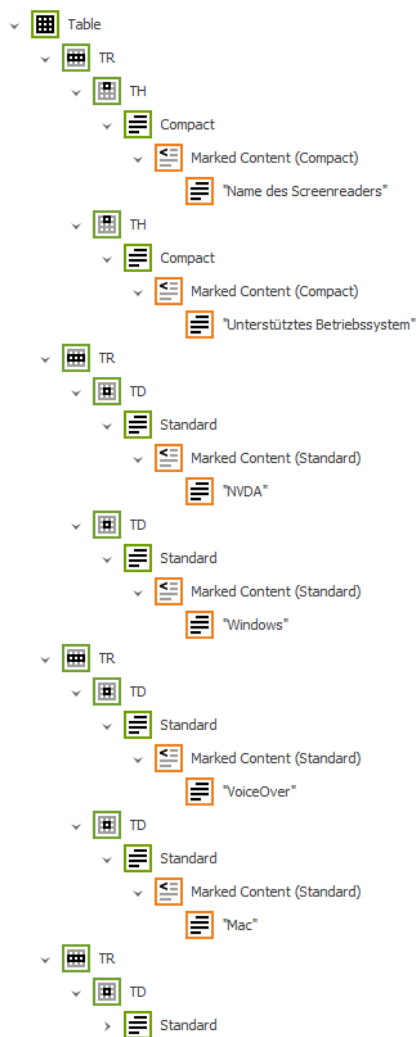 Table
TR
TH
Compact
Marked Content (Compact)
"Name des Screenreaders"
TH
Compact
Marked Content (Compact)
"Unterstütztes Betriebssystem"
TR
TD
Standard
Marked Content (Standard)
"NVDA"
TD
Standard
Marked Content (Standard)
"Windows"
TR
TD
Standard
Marked Content (Standard)
"VoiceOver"
TD
Standard
Marked Content (Standard)
"Mac"
TR
TD
Standard